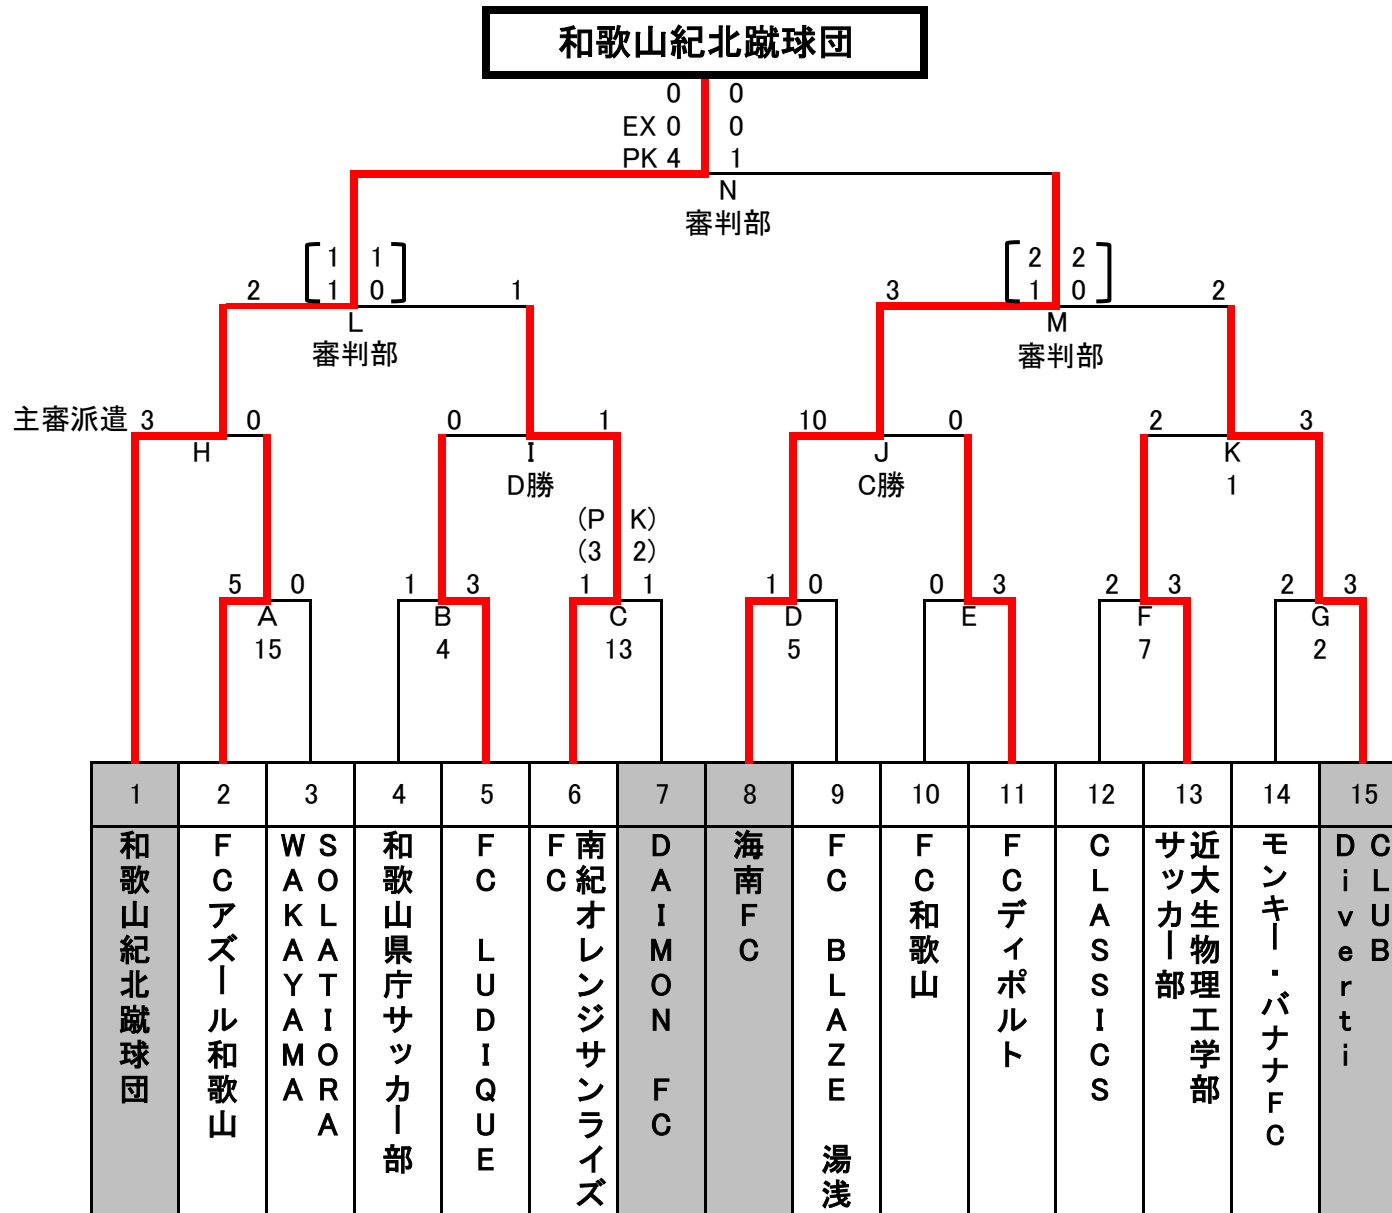 和歌山紀北蹴球団
0 0
EX 0 0
PK 4 1
N
審判部
1 1
2 1 0 1
L
審判部
2 2
3 1 0 2
M
審判部
主審派遣 3 0
H
0 1
I
D勝
10 0
J
C勝
2 3
K
1
(P K)
(3 2)
5 0
A
15
1 3
B
4
1 1
C
13
1 0
D
5
0 3
E
2 3
F
7
2 3
G
2
1 2 3 4 5 6 7 8 9 10 11 12 13 14 15
和歌山紀北蹴球団
FCアズール和歌山
SOLATIORA
WAKAYAMA
和歌山県庁サッカー部
FC LUDIQUE
南紀オレンジサンライズ
FC
DAIMON FC
海南FC
FC BLAZE 湯浅
FC和歌山
FCディポルト
CLASSICS
近大生物理工学部
サッカー部
モンキー・バナナFC
CLUB
Diverti